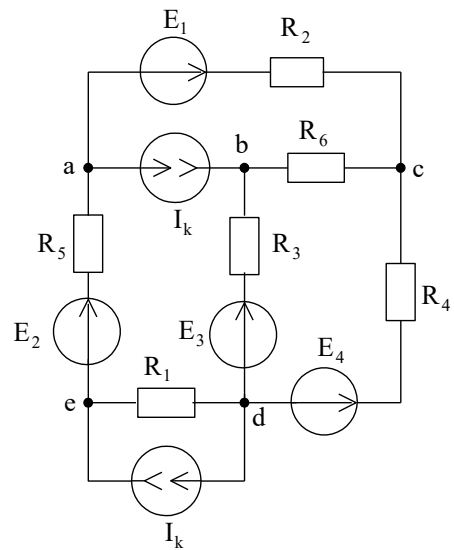 E₁
R₂
a
b
R₆
c
Iₖ
R₅
R₃
R₄
E₂
E₃
E₄
R₁
e
d
Iₖ